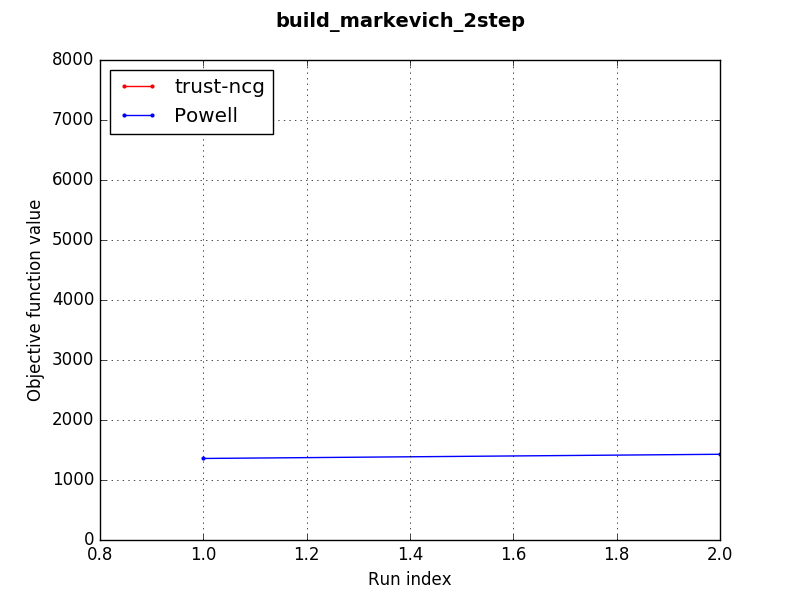 build_markevich_2step
trust-ncg
Powell
Objective function value
8000
7000
6000
5000
4000
3000
2000
1000
0
0.8 1.0 1.2 1.4 1.6 1.8 2.0
Run index